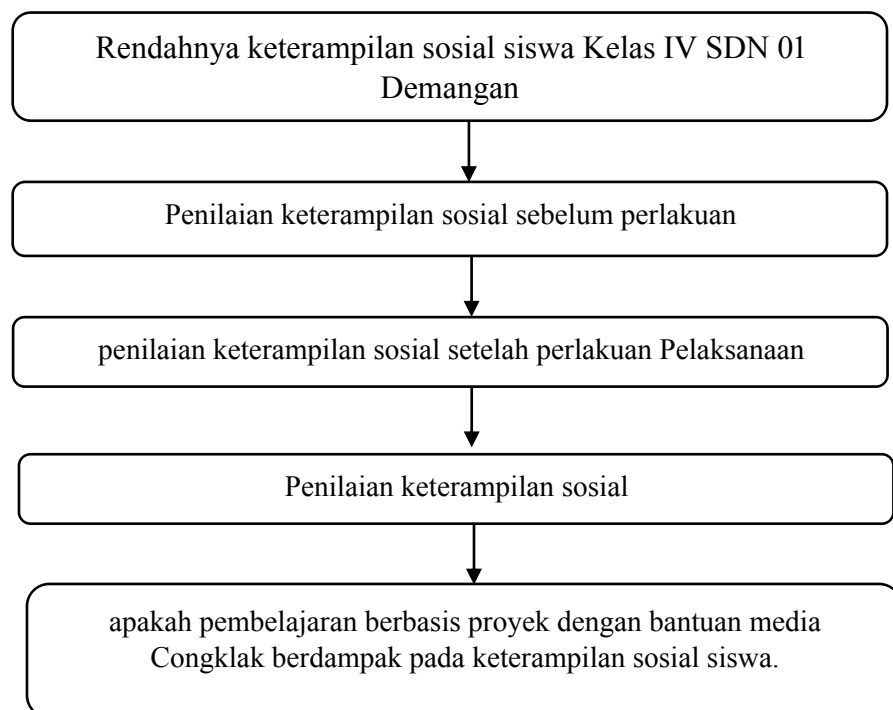 Rendahnya keterampilan sosial siswa Kelas IV SDN 01
Demangan
Penilaian keterampilan sosial sebelum perlakuan
penilaian keterampilan sosial setelah perlakuan Pelaksanaan
Penilaian keterampilan sosial
apakah pembelajaran berbasis proyek dengan bantuan media
Congklak berdampak pada keterampilan sosial siswa.